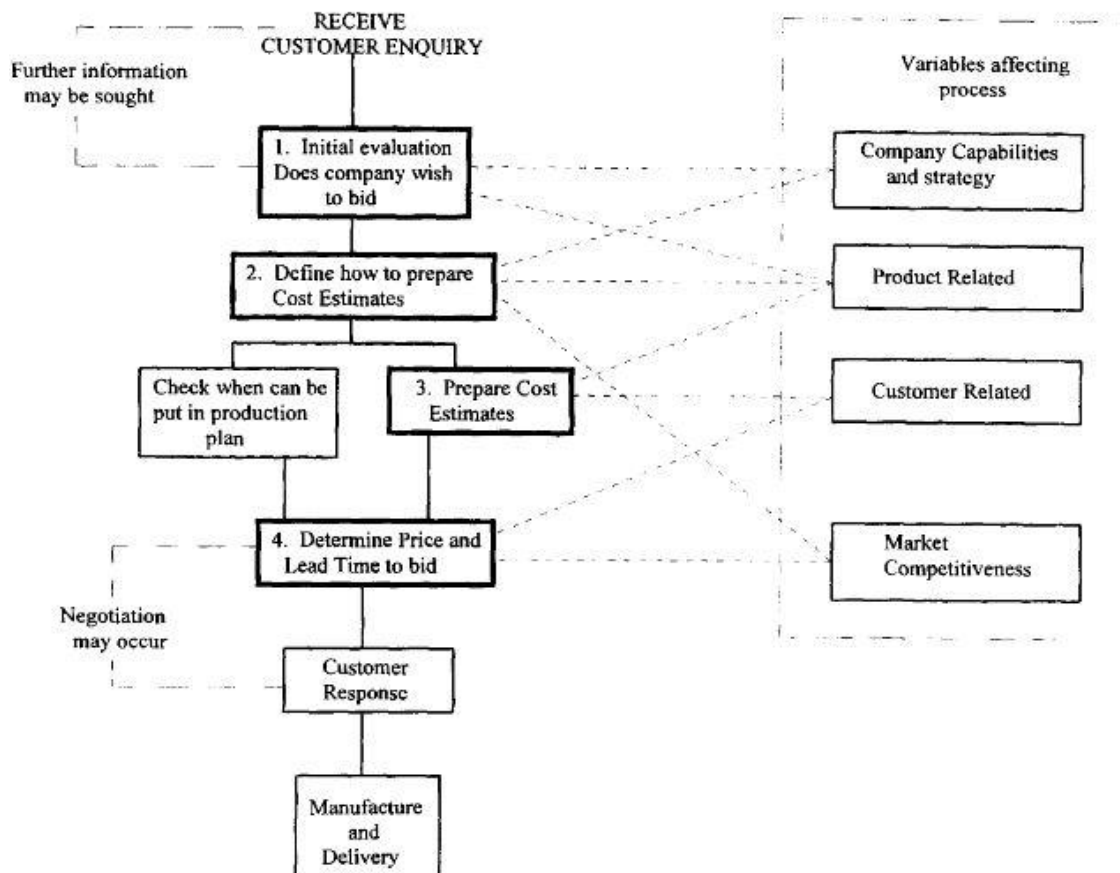 RECEIVE
CUSTOMER ENQUIRY
Further information
may be sought
1. Initial evaluation
Does company wish
to bid
2. Define how to prepare
Cost Estimates
Check when can be
put in production
plan
3. Prepare Cost
Estimates
4. Determine Price and
Lead Time to bid
Negotiation
may occur
Customer
Response
Manufacture
and
Delivery
Variables affecting
process
Company Capabilities
and strategy
Product Related
Customer Related
Market
Competitiveness